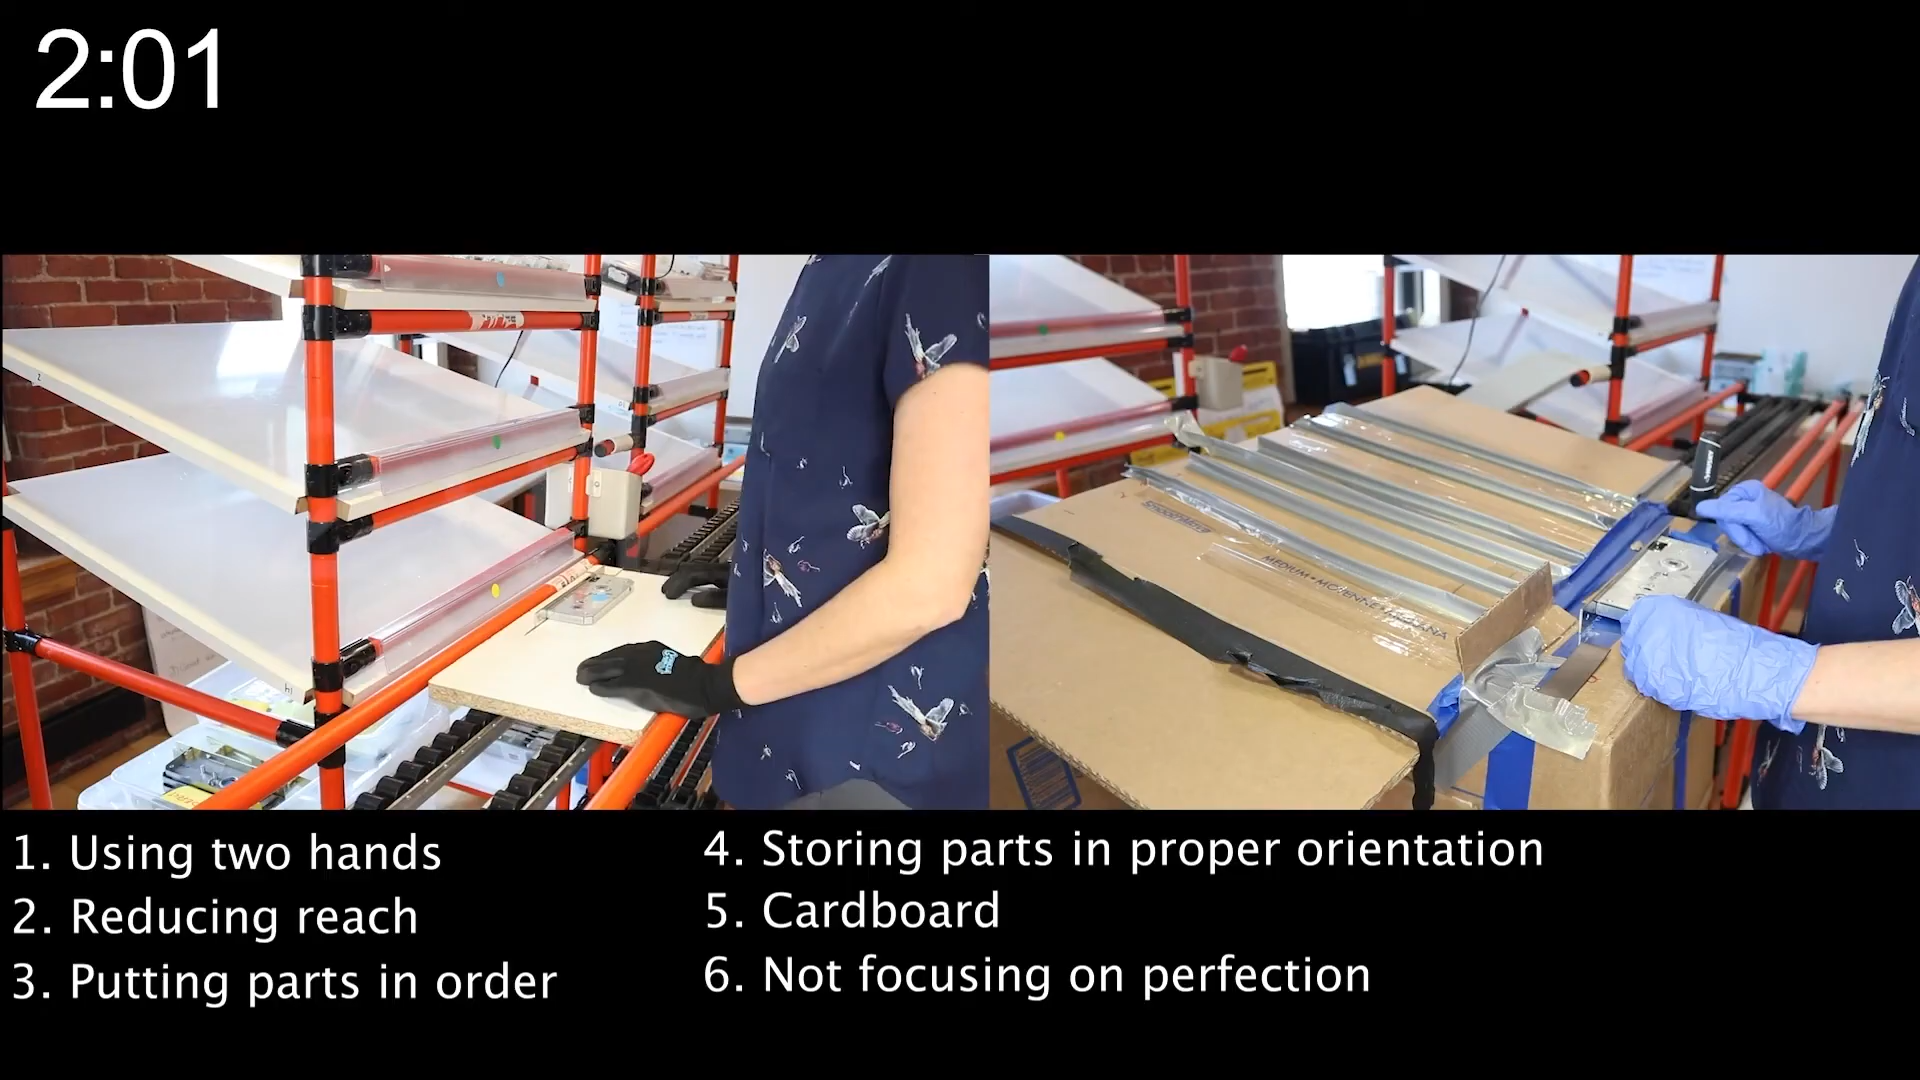 2:01
MEDIUM
1. Using two hands
2. Reducing reach
3. Putting parts in order
4. Storing parts in proper orientation
5. Cardboard
6. Not focusing on perfection